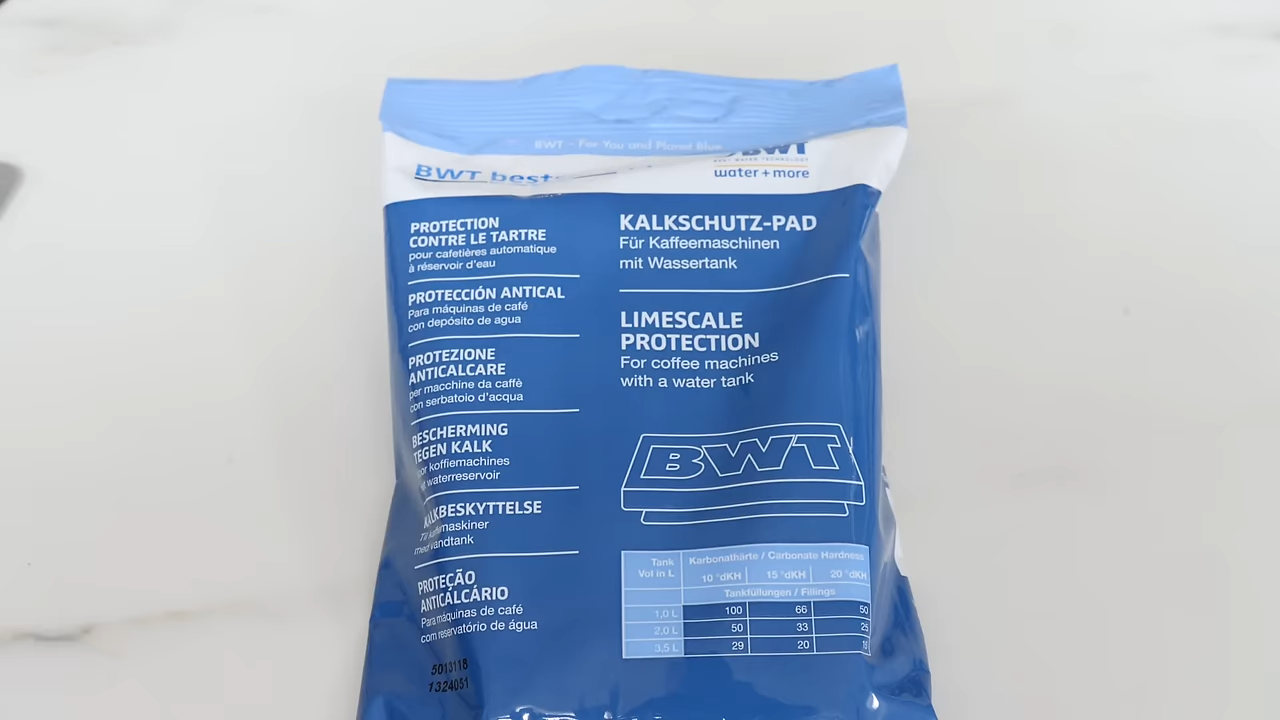 BWT - For You and Planet Blue.
BWT best
BWT
BEST WATER TECHNOLOGY
water + more
PROTECTION
CONTRE LE TARTRE
pour cafetières automatique
à réservoir d'eau
PROTECCIÓN ANTICAL
Para máquinas de café
con depósito de agua
PROTEZIONE
ANTICALCARE
per macchine da caffè
con serbatoio d'acqua
BESCHERMING
TEGEN KALK
koffiemachines
waterreservoir
KALKBESKYTTELSE
Til kaffemaskiner
med vandtank
PROTEÇÃO
ANTICALCÁRIO
Para máquinas de café
com reservatório de água
5013118
1324051
KALKSCHUTZ-PAD
Für Kaffeemaschinen
mit Wassertank
LIMESCALE
PROTECTION
For coffee machines
with a water tank
BWT
Tank
Vol in L
Karbonathärte / Carbonate Hardness
10 °dKH 15 °dKH 20 °dKH
Tankfüllungen / Fillings
1,0 L 100 66 50
2,0 L 50 33 25
3,5 L 29 20